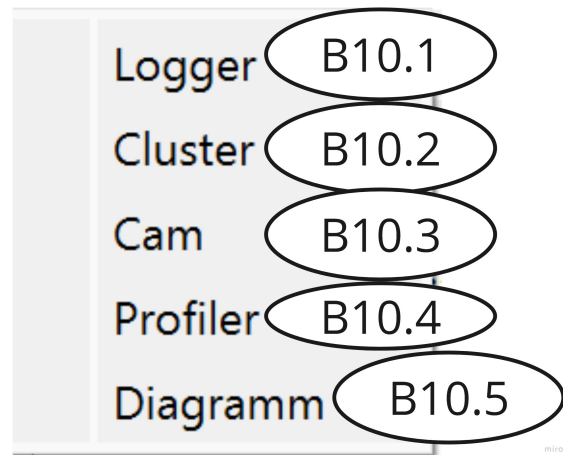 Logger B10.1
Cluster B10.2
Cam B10.3
Profiler B10.4
Diagramm B10.5
miro